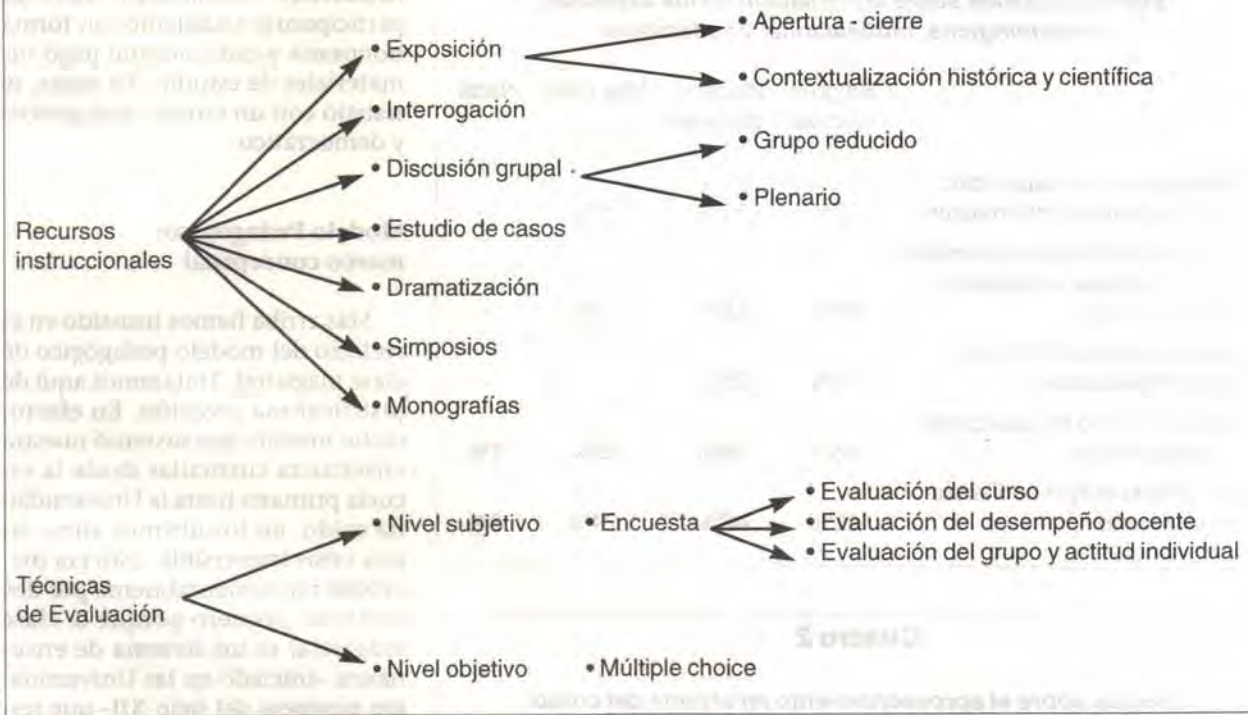 • Apertura - cierre
• Exposición
• Contextualización histórica y científica
• Interrogación
• Grupo reducido
• Discusión grupal
• Plenario
Recursos
instruccionales
• Estudio de casos
• Dramatización
• Simposios
• Monografías
• Evaluación del curso
• Nivel subjetivo • Encuesta • Evaluación del desempeño docente
• Evaluación del grupo y actitud individual
Técnicas
de Evaluación
• Nivel objetivo • Múltiple choice